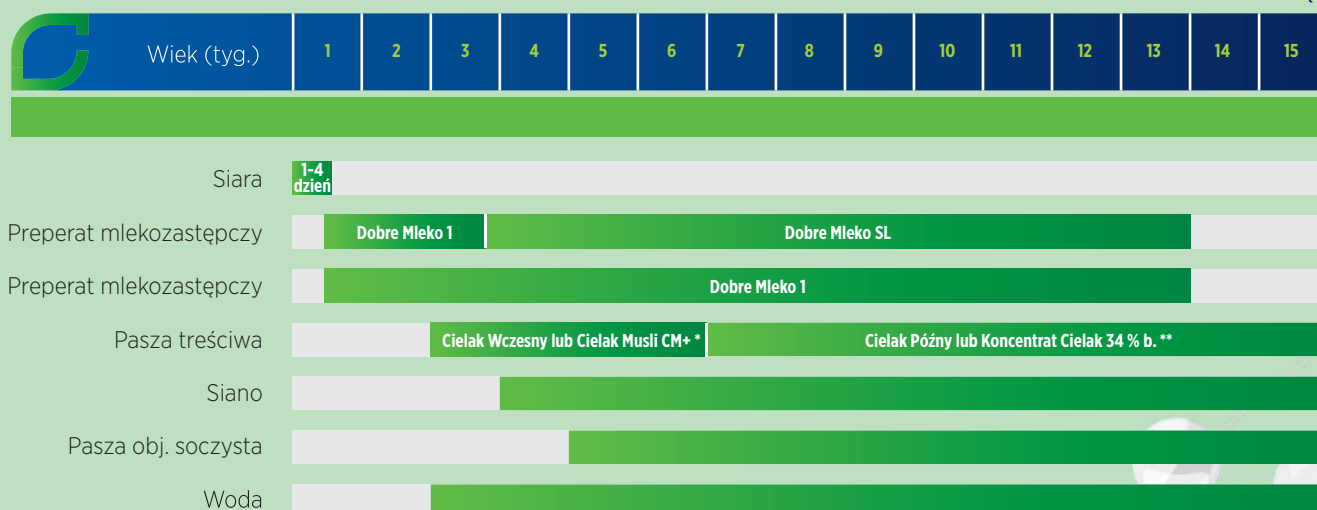 Wiek (tyg.) 1 2 3 4 5 6 7 8 9 10 11 12 13 14 15
Siara 1-4
dzień
Preperat mlekozastępczy Dobre Mleko 1 Dobre Mleko SL
Preperat mlekozastępczy Dobre Mleko 1
Pasza treściwa Cielak Wczesny lub Cielak Musli CM+ * Cielak Późny lub Koncentrat Cielak 34 % b. **
Siano
Pasza obj. soczysta
Woda